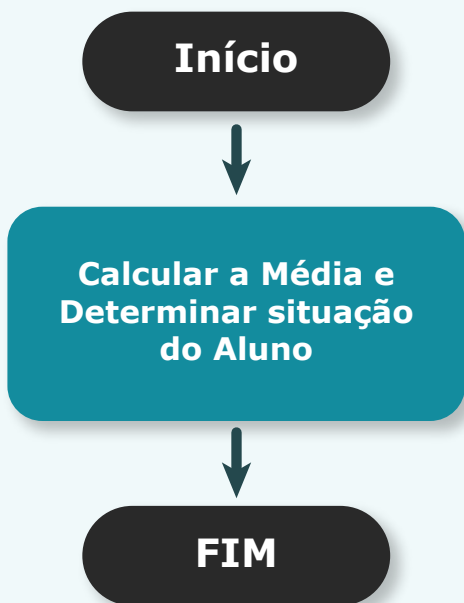 Início
Calcular a Média e
Determinar situação
do Aluno
FIM